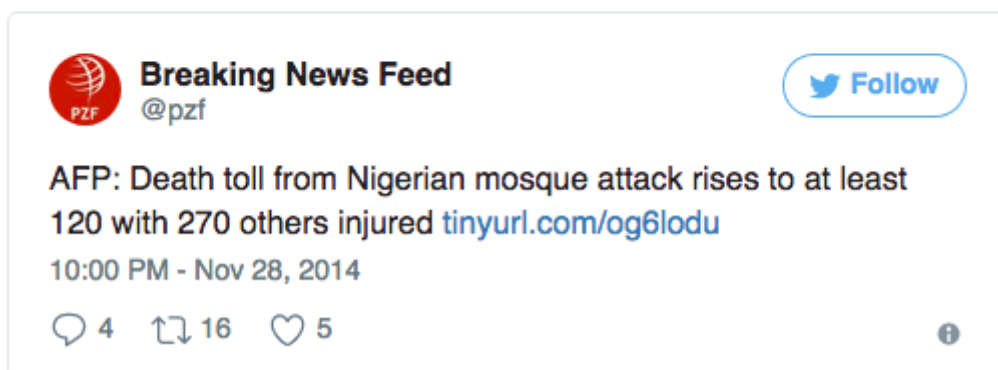 Breaking News Feed
@pzf
Follow
PZF
AFP: Death toll from Nigerian mosque attack rises to at least
120 with 270 others injured tinyurl.com/og6lodu
10:00 PM - Nov 28, 2014
4 16 5